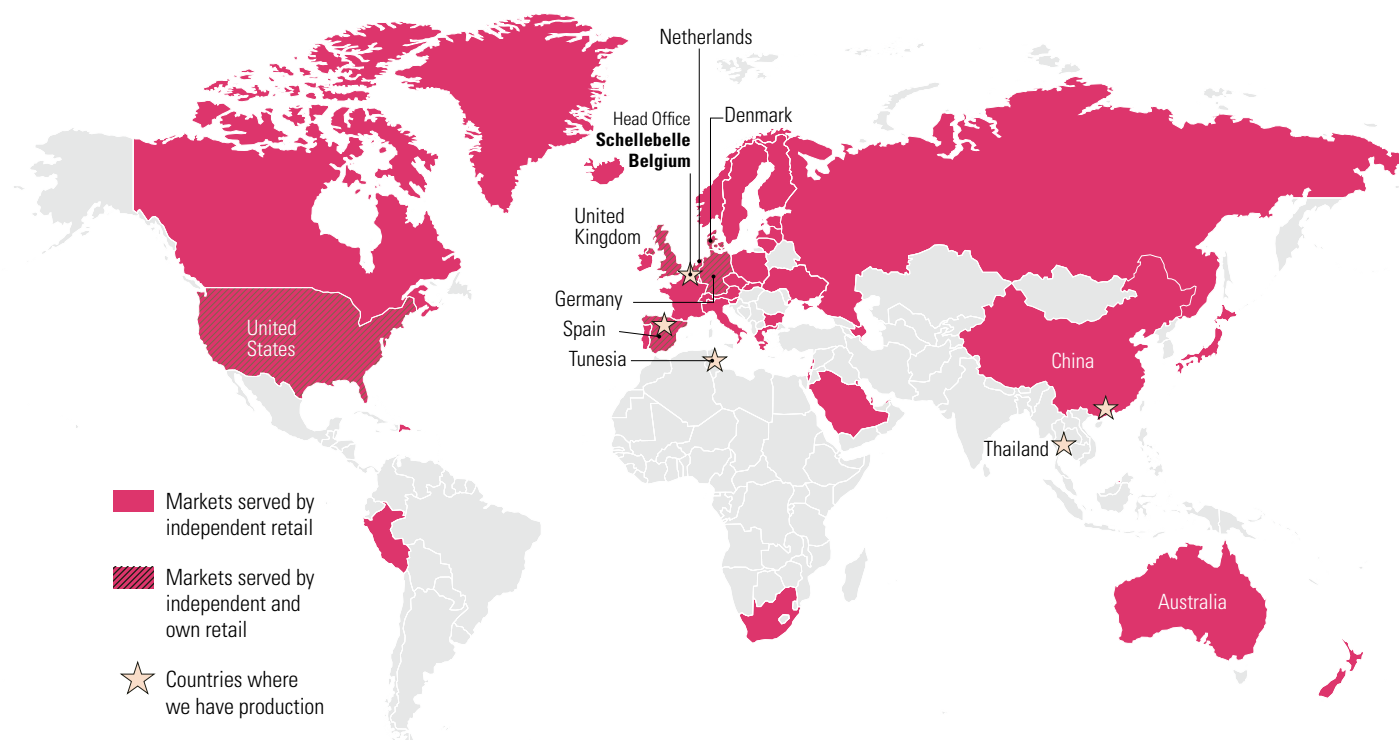 Netherlands
Head Office
Schellebelle
Belgium
Denmark
United
Kingdom
Germany
Spain
Tunesia
United
States
China
Thailand
Australia
Markets served by
independent retail
Markets served by
independent and
own retail
Countries where
we have production